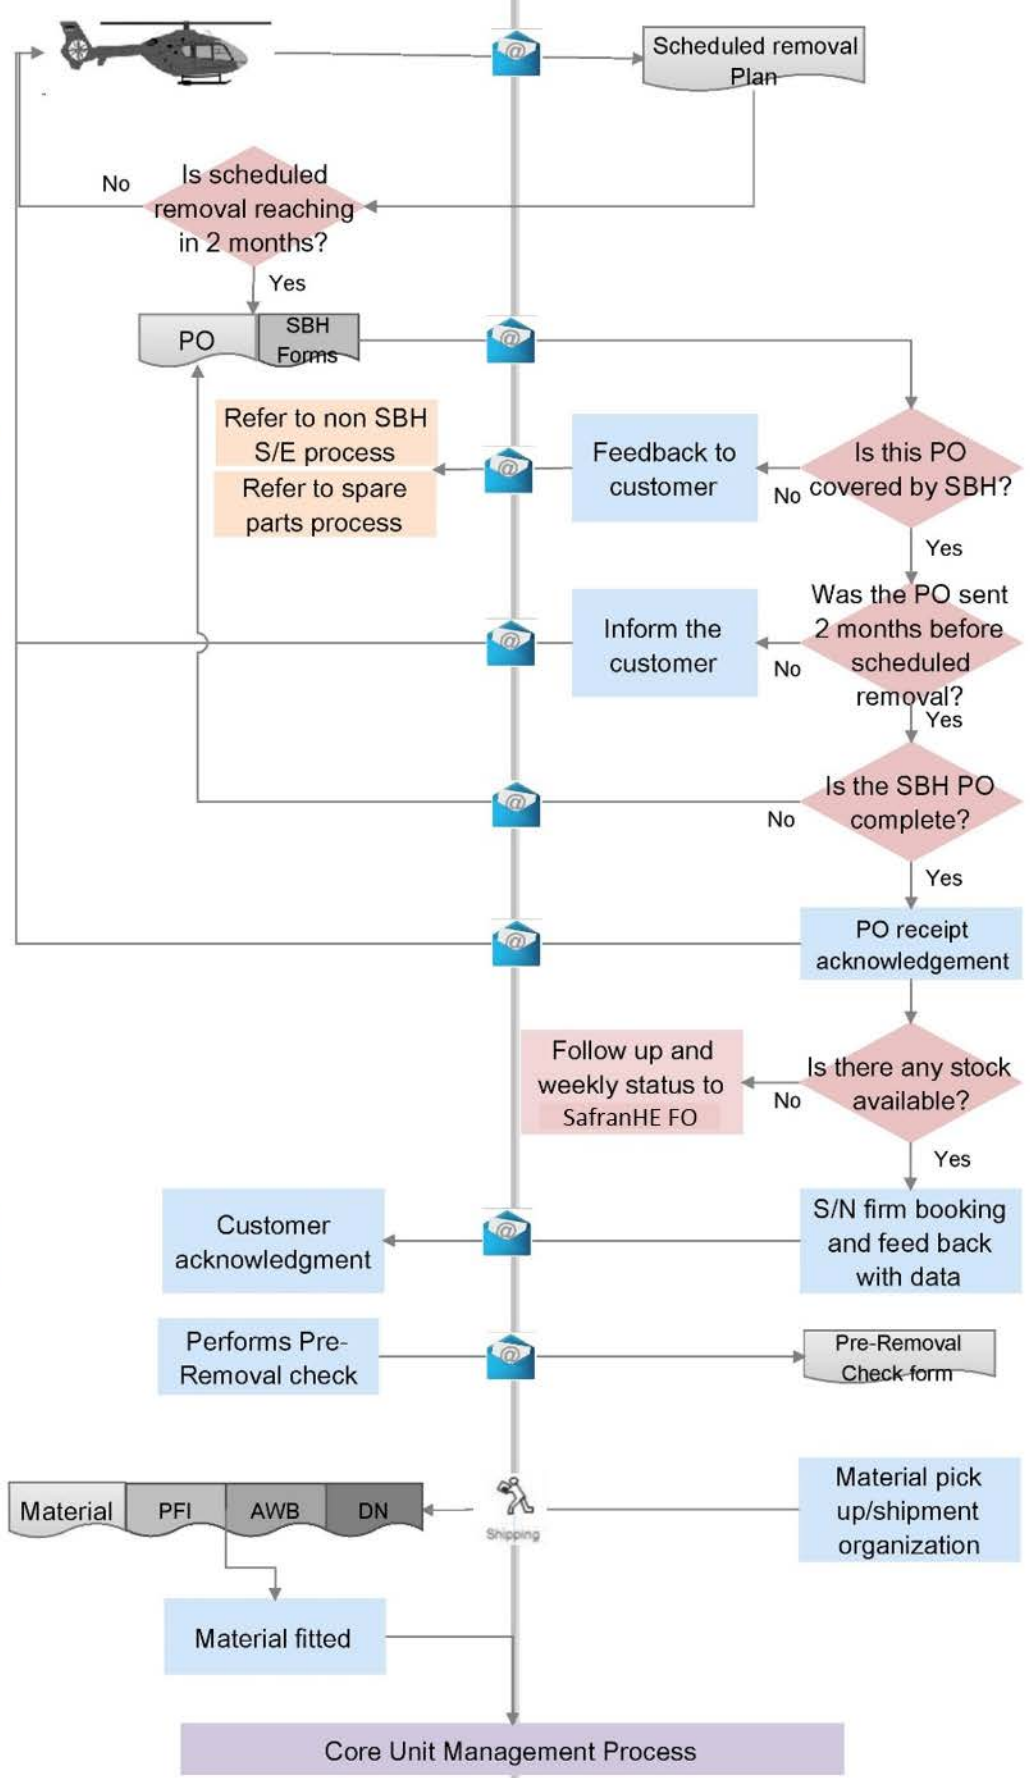 Scheduled removal
Plan
No
Is scheduled
removal reaching
in 2 months?
Yes
PO
SBH
Forms
Refer to non SBH
S/E process
Refer to spare
parts process
Feedback to
customer
No
Is this PO
covered by SBH?
Yes
Inform the
customer
No
Was the PO sent
2 months before
scheduled
removal?
Yes
Is the SBH PO
complete?
No
Yes
PO receipt
acknowledgement
Follow up and
weekly status to
SafranHE FO
No
Is there any stock
available?
Yes
Customer
acknowledgment
S/N firm booking
and feed back
with data
Performs Pre-
Removal check
Pre-Removal
Check form
Material
PFI
AWB
DN
Shipping
Material pick
up/shipment
organization
Material fitted
Core Unit Management Process